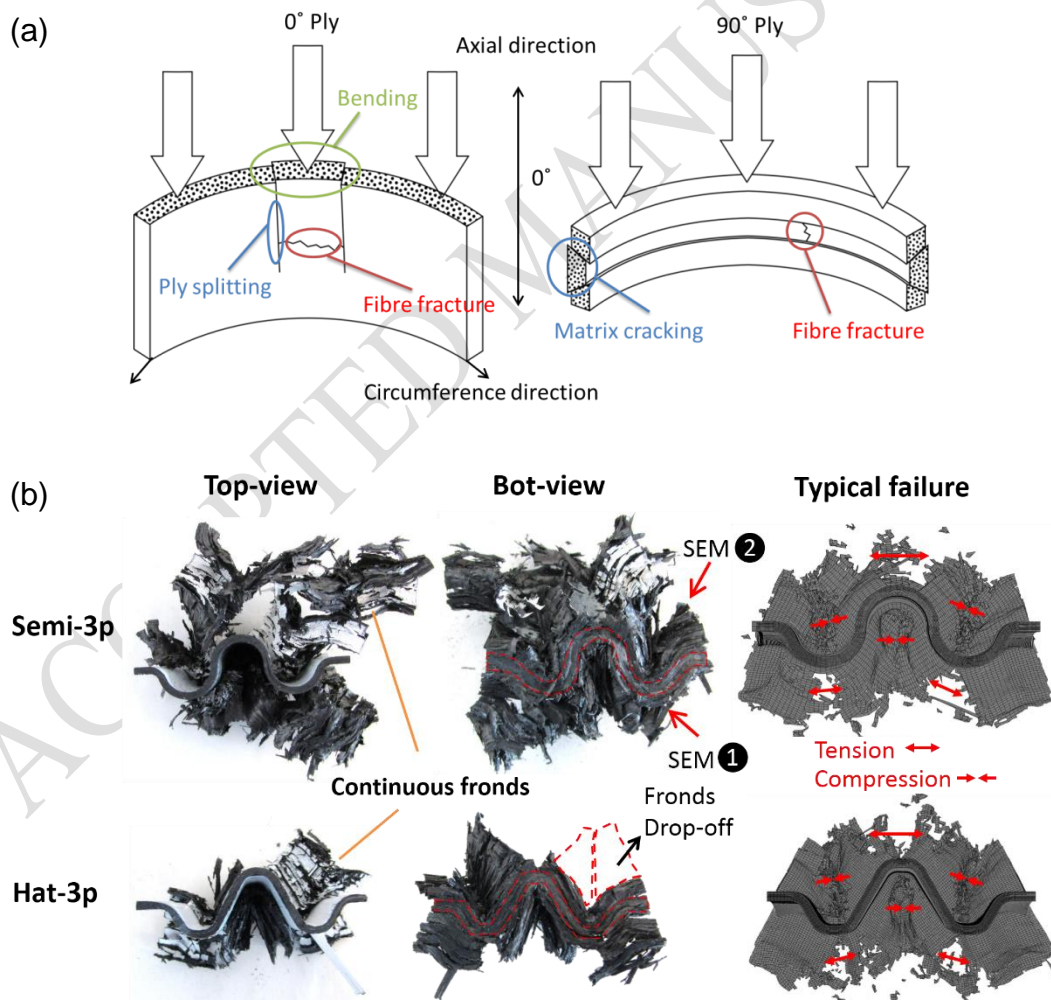 (a)
0° Ply
90° Ply
Axial direction
Bending
0°
Ply splitting
Fibre fracture
Matrix cracking
Fibre fracture
Circumference direction
(b)
Top-view
Bot-view
Typical failure
SEM 2
Semi-3p
SEM 1
Tension
Compression
Continuous fronds
Fronds
Drop-off
Hat-3p
ACCEPTED MANUS